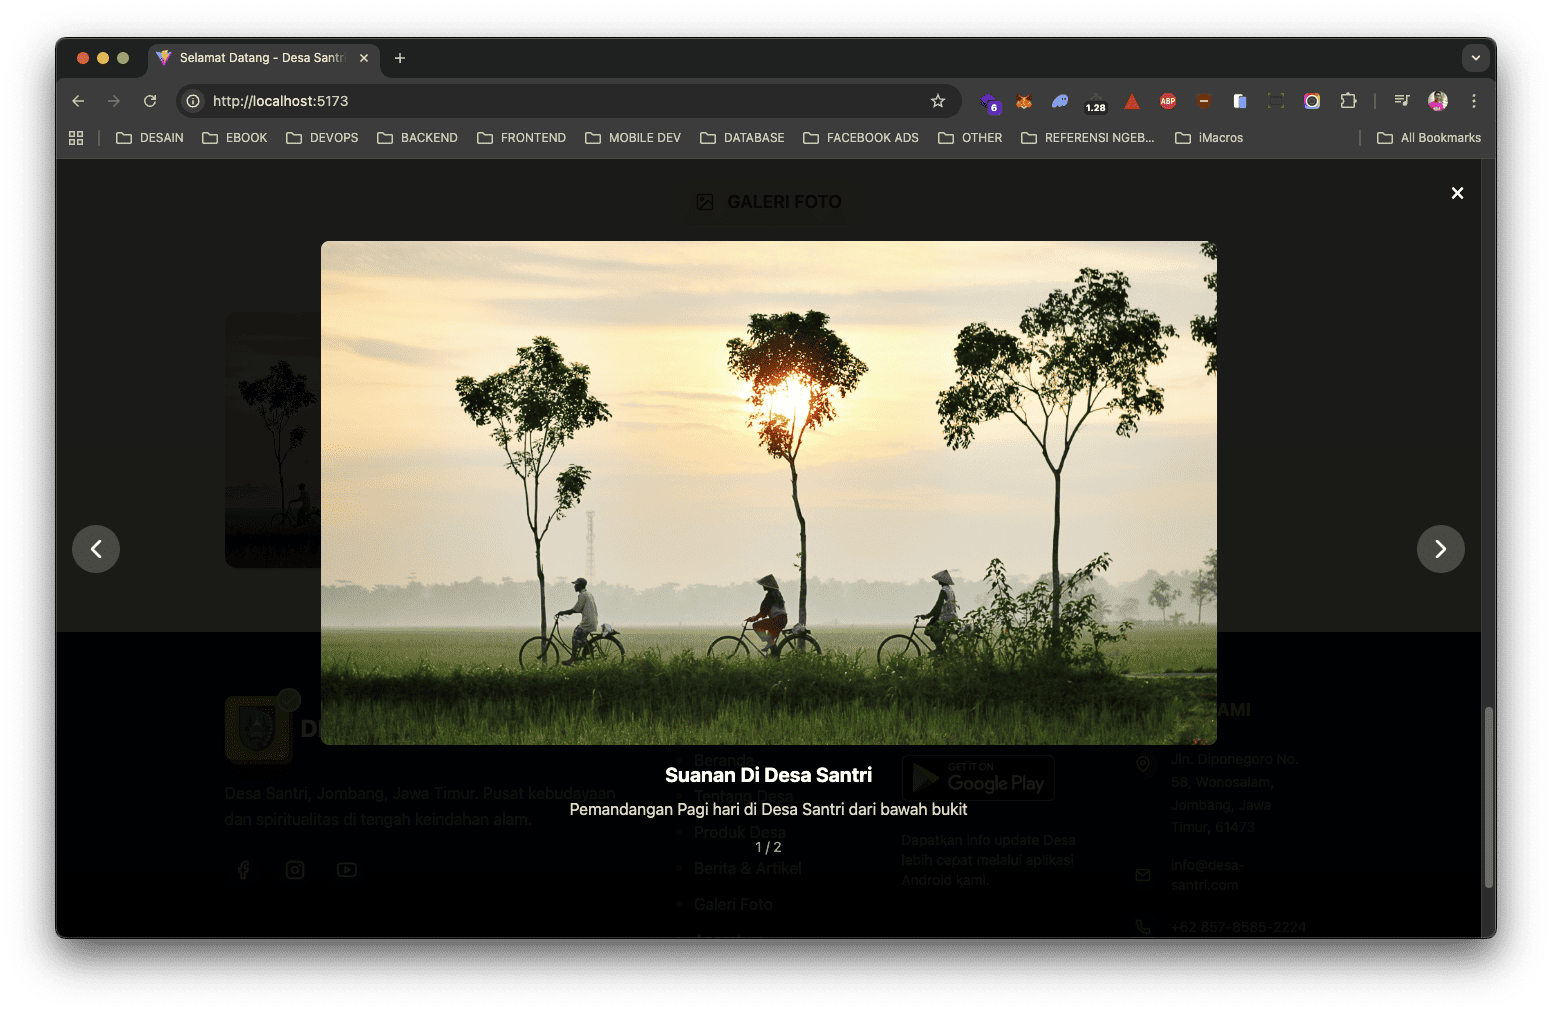 Selamat Datang - Desa Santri
http://localhost:5173
6
1.28
ABP
DESAIN
EBOOK
DEVOPS
BACKEND
FRONTEND
MOBILE DEV
DATABASE
FACEBOOK ADS
OTHER
REFERENSI NGEB...
iMacros
All Bookmarks
GALERI FOTO
Suanan Di Desa Santri
Pemandangan Pagi hari di Desa Santri dari bawah bukit
1 / 2
Desa Santri, Jombang, Jawa Timur. Pusat kebudayaan
dan spiritualitas di tengah keindahan alam.
Beranda
Tentang Desa
Produk Desa
Berita & Artikel
Galeri Foto
GET IT ON
Google Play
Dapatkan info update Desa
lebih cepat melalui aplikasi
Android kami.
AMI
Jln. Diponegoro No.
58, Wonosalam,
Jombang, Jawa
Timur, 61473
info@desa-
santri.com
+62 857-8585-2224